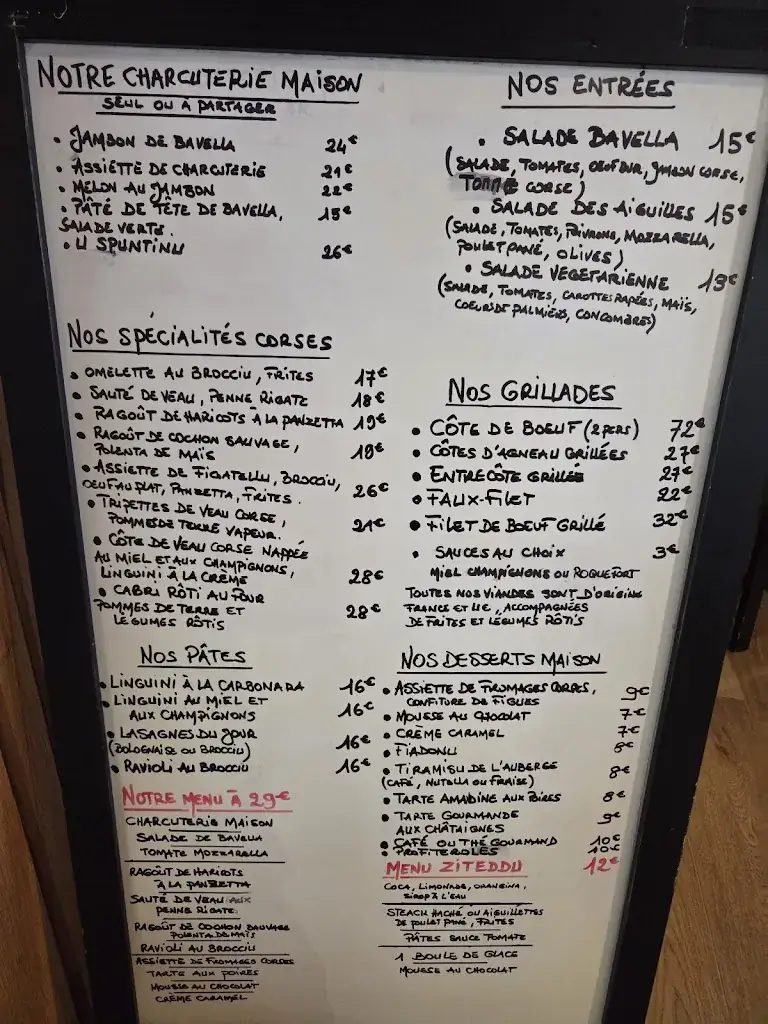 NOTRE CHARCUTERIE MAISON
SEUL OU À PARTAGER
• JAMBON DE BAVELLA 24€
• ASSIETTE DE CHARCUTERIE 21€
• MELON AU JAMBON 22€
• PÂTÉ DE TÊTE DE BAVELLA, 15€
SALADE VERTE.
• U SPUNTINU 26€
NOS ENTRÉES
• SALADE BAVELLA 15€
(SALADE, TOMATES, OEUF DUR, JAMBON CORSE,
TOMME CORSE)
• SALADE DES AIGUILLES 15€
(SALADE, TOMATES, POIVRONS, MOZZARELLA,
POULET PANÉ, OLIVES)
• SALADE VEGETARIENNE 13€
(SALADE, TOMATES, CAROTTES RAPÉES, MAÏS,
COEURS DE PALMIERS, CONCOMBRES)
NOS SPÉCIALITÉS CORSES
• OMELETTE AU BROCCIU, FRITES 17€
• SAUTÉ DE VEAU, PENNE RIGATE 18€
• RAGOÛT DE HARICOTS À LA PANZETTA 19€
• RAGOÛT DE COCHON SAUVAGE, 19€
POLENTA DE MAÏS
• ASSIETTE DE FIGATELLU, BROCCIU,
OEUF AU PLAT, PANZETTA, FRITES. 26€
• TRIPETTES DE VEAU CORSE,
POMMES DE TERRE VAPEUR. 21€
• CÔTE DE VEAU CORSE NAPPÉE
AU MIEL ET AUX CHAMPIGNONS,
LINGUINI À LA CRÈME 28€
• CABRI RÔTI AU FOUR
POMMES DE TERRE ET 28€
LÉGUMES RÔTIS
NOS GRILLADES
• CÔTE DE BOEUF (2 PERS) 72€
• CÔTES D'AGNEAU GRILLÉES 27€
• ENTRECÔTE GRILLÉE 27€
• FAUX-FILET 22€
• FILET DE BOEUF GRILLÉ 32€
• SAUCES AU CHOIX 3€
MIEL CHAMPIGNONS OU ROQUEFORT
TOUTES NOS VIANDES SONT D'ORIGINE
FRANCE ET UE, ACCOMPAGNÉES
DE FRITES ET LÉGUMES RÔTIS
NOS PÂTES
• LINGUINI À LA CARBONARA 16€
• LINGUINI AU MIEL ET
AUX CHAMPIGNONS 16€
• LASAGNES DU JOUR
(BOLOGNAISE OU BROCCIU) 16€
• RAVIOLI AU BROCCIU 16€
NOTRE MENU À 29€
CHARCUTERIE MAISON
SALADE DE BAVELLA
TOMATE MOZZARELLA
RAGOÛT DE HARICOTS
À LA PANZETTA
SAUTÉ DE VEAU AUX
PENNE RIGATE.
RAGOÛT DE COCHON SAUVAGE
POLENTA DE MAÏS
RAVIOLI AU BROCCIU
ASSIETTE DE FROMAGES CORSES
TARTE AUX POIRES
MOUSSE AU CHOCOLAT
CRÈME CARAMEL
NOS DESSERTS MAISON
• ASSIETTE DE FROMAGES CORSES, 9€
CONFITURE DE FIGUES
• MOUSSE AU CHOCOLAT 7€
• CRÈME CARAMEL 7€
• FIADONU 8€
• TIRAMISU DE L'AUBERGE 8€
(CAFÉ, NUTELLA OU FRAISE)
• TARTE AMADINE AUX POIRES 8€
• TARTE GOURMANDE 9€
AUX CHÂTAIGNES
• CAFÉ OU THÉ GOURMAND 10€
• PROFITEROLES 10€
MENU ZITEDDU 12€
COCA, LIMONADE, ORANGINA,
SIROP À L'EAU
STEACK HACHÉ OU AIGUILLETTES
DE POULET PANÉ, FRITES
PÂTES SAUCE TOMATE
1 BOULE DE GLACE
MOUSSE AU CHOCOLAT